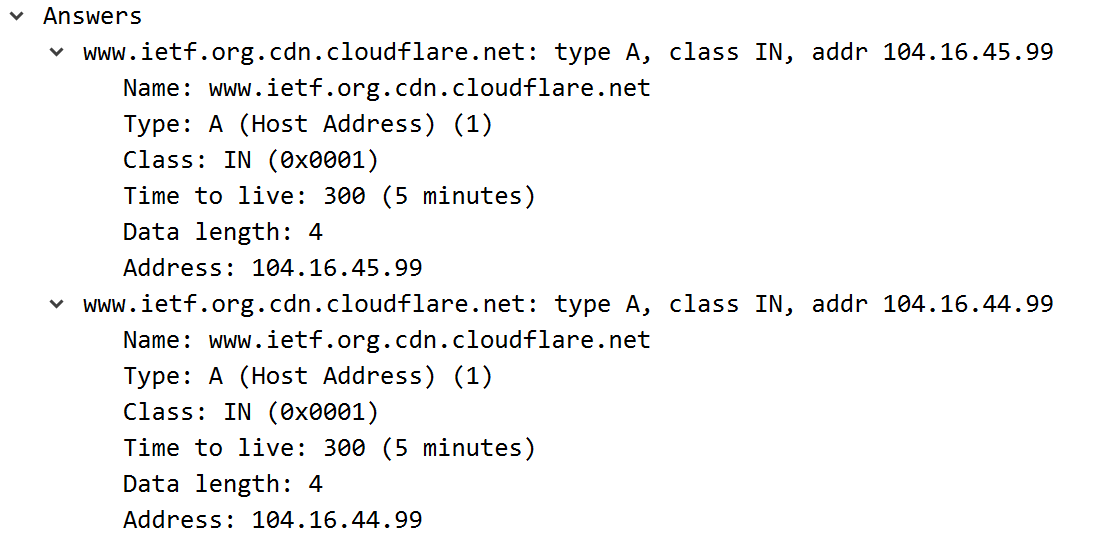 Answers
www.ietf.org.cdn.cloudflare.net: type A, class IN, addr 104.16.45.99
Name: www.ietf.org.cdn.cloudflare.net
Type: A (Host Address) (1)
Class: IN (0x0001)
Time to live: 300 (5 minutes)
Data length: 4
Address: 104.16.45.99
www.ietf.org.cdn.cloudflare.net: type A, class IN, addr 104.16.44.99
Name: www.ietf.org.cdn.cloudflare.net
Type: A (Host Address) (1)
Class: IN (0x0001)
Time to live: 300 (5 minutes)
Data length: 4
Address: 104.16.44.99